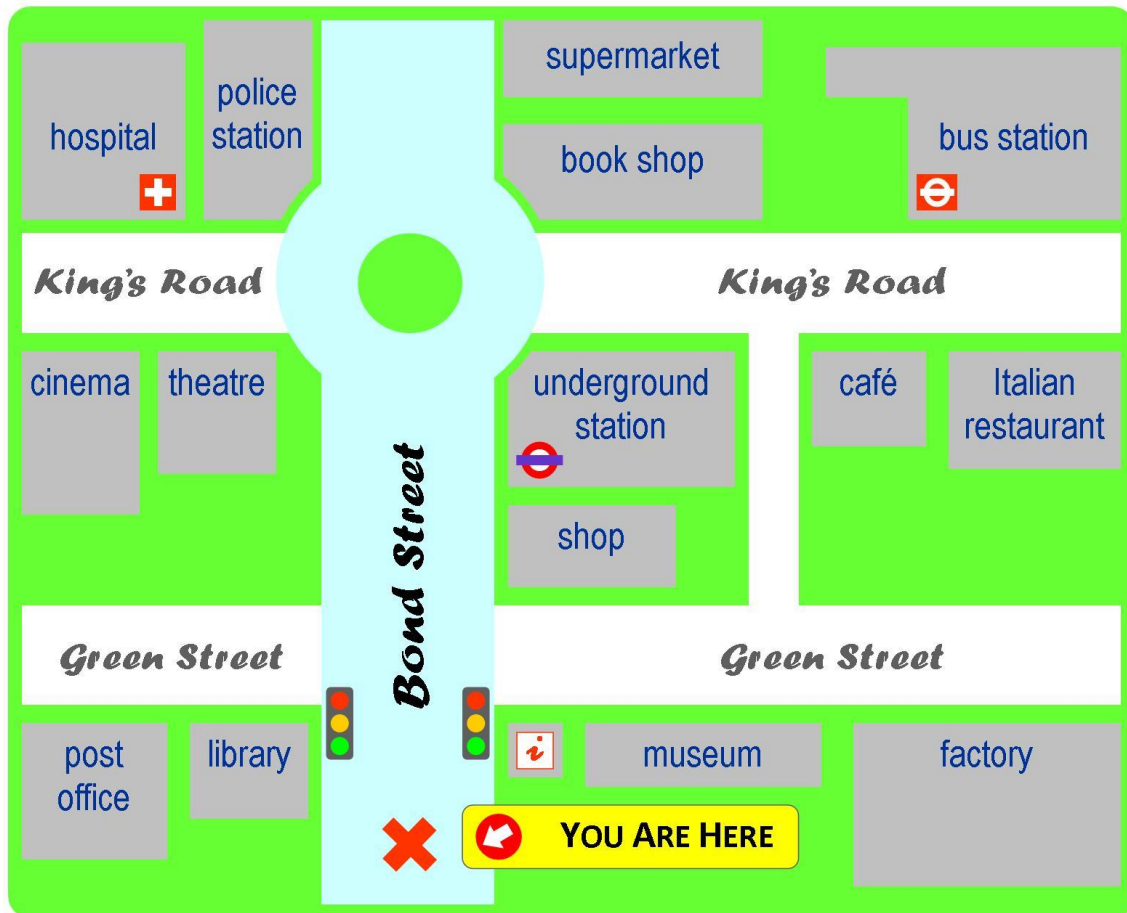 supermarket
police
station
hospital
book shop
bus station
King's Road
King's Road
cinema
theatre
underground
station
café
Italian
restaurant
Bond Street
shop
Green Street
Green Street
post
office
library
i
museum
factory
YOU ARE HERE